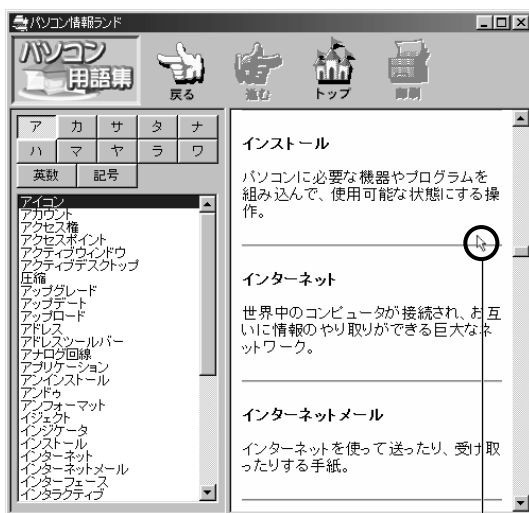 パソコン情報ランド
パソコン
用語集
戻る
進む
トップ
印刷
ア カ サ タ ナ
ハ マ ヤ ラ ワ
英数 記号
アイコン
アカウント
アクセス権
アクセスポイント
アクティブウィンドウ
アクティブデスクトップ
圧縮
アップグレード
アップデート
アップロード
アドレス
アドレスツールバー
アナログ回線
アプリケーション
アンインストール
アンドゥ
アンフォーマット
イジェクト
インジケータ
インストール
インターネット
インターネットメール
インターフェース
インタラクティブ
インストール
パソコンに必要な機器やプログラムを
組み込んで、使用可能な状態にする操
作。
インターネット
世界中のコンピュータが接続され、お互
いに情報のやり取りができる巨大なネ
ットワーク。
インターネットメール
インターネットを使って送ったり、受け取
ったりする手紙。